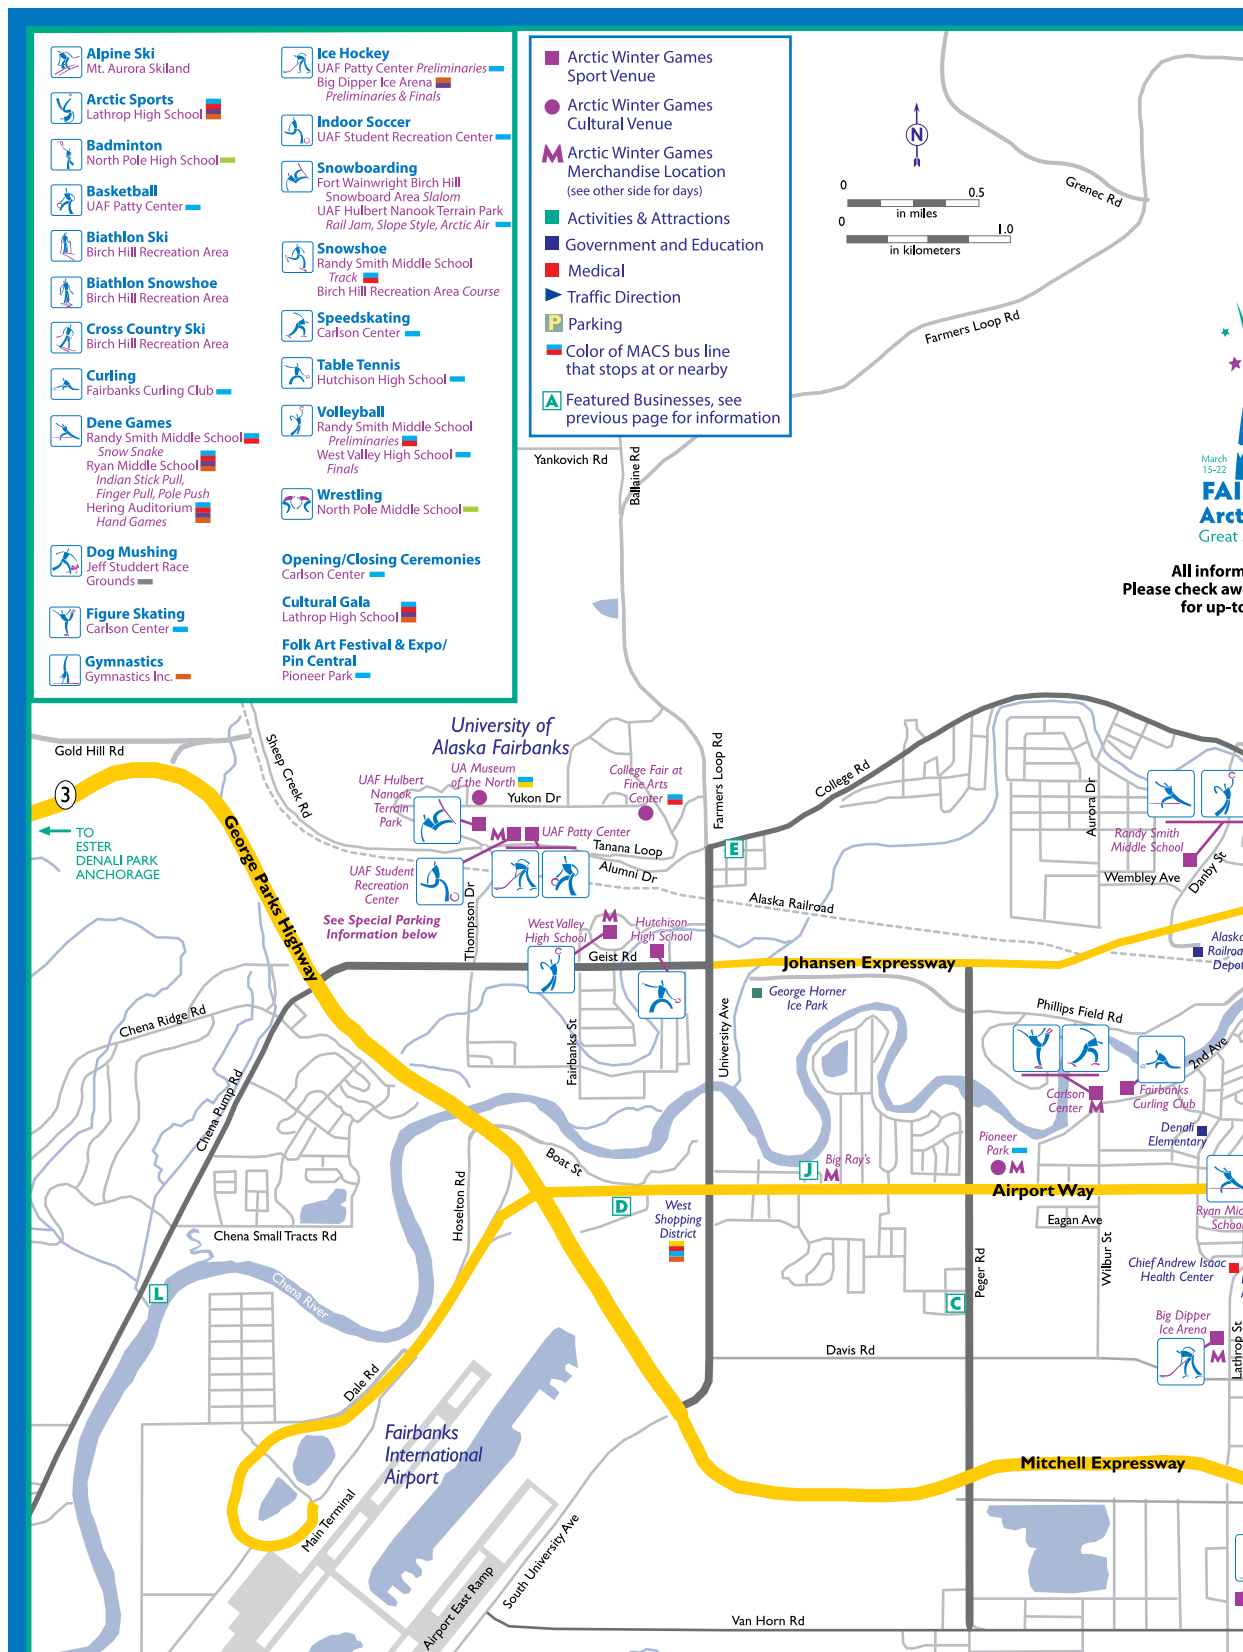 Alpine Ski
Mt. Aurora Skiland
Arctic Sports
Lathrop High School
Badminton
North Pole High School
Basketball
UAF Patty Center
Biathlon Ski
Birch Hill Recreation Area
Biathlon Snowshoe
Birch Hill Recreation Area
Cross Country Ski
Birch Hill Recreation Area
Curling
Fairbanks Curling Club
Dene Games
Randy Smith Middle School
Snow Snake
Ryan Middle School
Indian Stick Pull,
Finger Pull, Pole Push
Hering Auditorium
Hand Games
Dog Mushing
Jeff Studdert Race
Grounds
Figure Skating
Carlson Center
Gymnastics
Gymnastics Inc.
Ice Hockey
UAF Patty Center Preliminaries
Big Dipper Ice Arena
Preliminaries & Finals
Indoor Soccer
UAF Student Recreation Center
Snowboarding
Fort Wainwright Birch Hill
Snowboard Area Slalom
UAF Hulbert Nanook Terrain Park
Rail Jam, Slope Style, Arctic Air
Snowshoe
Randy Smith Middle School
Track
Birch Hill Recreation Area Course
Speedskating
Carlson Center
Table Tennis
Hutchison High School
Volleyball
Randy Smith Middle School
Preliminaries
West Valley High School
Finals
Wrestling
North Pole Middle School
Opening/Closing Ceremonies
Carlson Center
Cultural Gala
Lathrop High School
Folk Art Festival & Expo/
Pin Central
Pioneer Park
Arctic Winter Games
Sport Venue
Arctic Winter Games
Cultural Venue
M Arctic Winter Games
Merchandise Location
(see other side for days)
Activities & Attractions
Government and Education
Medical
Traffic Direction
P Parking
Color of MACS bus line
that stops at or nearby
A Featured Businesses, see
previous page for information
N
0 0.5
in miles
0 1.0
in kilometers
Grenec Rd
Farmers Loop Rd
Yankovich Rd
Ballaine Rd
March
15-22
FAI
Arct
Great
All inform
Please check aw
for up-to
Gold Hill Rd
3
TO
ESTER
DENALI PARK
ANCHORAGE
Sheep Creek Rd
George Parks Highway
University of
Alaska Fairbanks
UA Museum
of the North
UAF Hulbert
Nanook
Terrain
Park
Yukon Dr
College Fair at
Fine Arts
Center
M
UAF Patty Center
Tanana Loop
Alumni Dr
UAF Student
Recreation
Center
See Special Parking
Information below
Thompson Dr
Farmers Loop Rd
College Rd
E
Alaska Railroad
Aurora Dr
Randy Smith
Middle School
Wembley Ave
Danby St
West Valley
High School
M
Hutchison
High School
Geist Rd
Johansen Expressway
Alaska
Railroa
Depot
George Horner
Ice Park
Phillips Field Rd
2nd Ave
Chena Ridge Rd
Chena Pump Rd
Fairbanks St
University Ave
Carlson
Center
M
Fairbanks
Curling Club
Denali
Elementary
Pioneer
Park
M
Boat St
J
Big Ray's
M
Airport Way
Hoselton Rd
D
West
Shopping
District
Eagan Ave
Wilbur St
Ryan Mid
School
Chena Small Tracts Rd
Chena River
L
Peger Rd
C
Chief Andrew Isaac
Health Center
Big Dipper
Ice Arena
M
Lathrop St
Davis Rd
Dale Rd
Fairbanks
International
Airport
Main Terminal
Mitchell Expressway
South University Ave
Airport East Ramp
Van Horn Rd